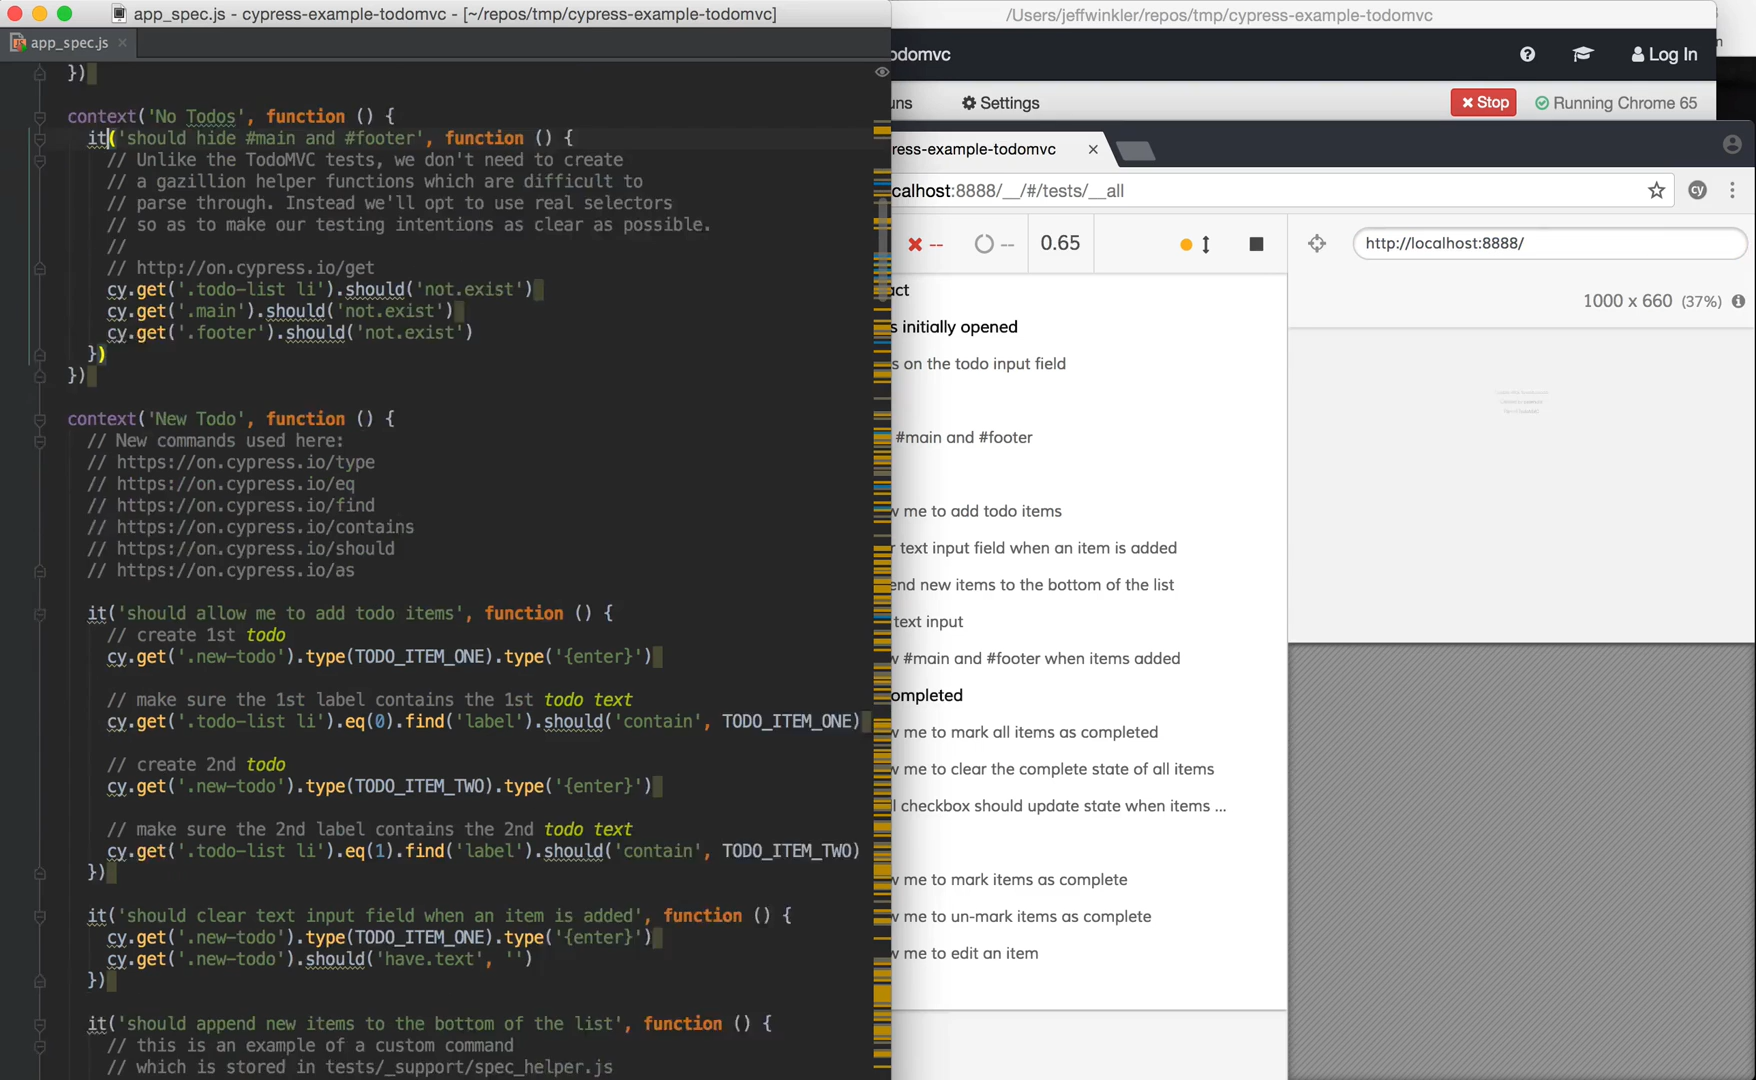 app_spec.js - cypress-example-todomvc - [~/repos/tmp/cypress-example-todomvc]
app_spec.js
})
context('No Todos', function () {
it('should hide #main and #footer', function () {
// Unlike the TodoMVC tests, we don't need to create
// a gazillion helper functions which are difficult to
// parse through. Instead we'll opt to use real selectors
// so as to make our testing intentions as clear as possible.
//
// http://on.cypress.io/get
cy.get('.todo-list li').should('not.exist')
cy.get('.main').should('not.exist')
cy.get('.footer').should('not.exist')
})
})
context('New Todo', function () {
// New commands used here:
// https://on.cypress.io/type
// https://on.cypress.io/eq
// https://on.cypress.io/find
// https://on.cypress.io/contains
// https://on.cypress.io/should
// https://on.cypress.io/as
it('should allow me to add todo items', function () {
// create 1st todo
cy.get('.new-todo').type(TODO_ITEM_ONE).type('{enter}')
// make sure the 1st label contains the 1st todo text
cy.get('.todo-list li').eq(0).find('label').should('contain', TODO_ITEM_ONE)
// create 2nd todo
cy.get('.new-todo').type(TODO_ITEM_TWO).type('{enter}')
// make sure the 2nd label contains the 2nd todo text
cy.get('.todo-list li').eq(1).find('label').should('contain', TODO_ITEM_TWO)
})
it('should clear text input field when an item is added', function () {
cy.get('.new-todo').type(TODO_ITEM_ONE).type('{enter}')
cy.get('.new-todo').should('have.text', '')
})
it('should append new items to the bottom of the list', function () {
// this is an example of a custom command
// which is stored in tests/_support/spec_helper.js
/Users/jeffwinkler/repos/tmp/cypress-example-todomvc
odomvc
Log In
uns
Settings
Stop
Running Chrome 65
ress-example-todomvc
calhost:8888/__/#/tests/__all
cy
-- -- 0.65
http://localhost:8888/
1000 x 660 (37%)
act
s initially opened
s on the todo input field
#main and #footer
w me to add todo items
r text input field when an item is added
end new items to the bottom of the list
text input
w #main and #footer when items added
ompleted
w me to mark all items as completed
w me to clear the complete state of all items
l checkbox should update state when items ...
w me to mark items as complete
w me to un-mark items as complete
w me to edit an item